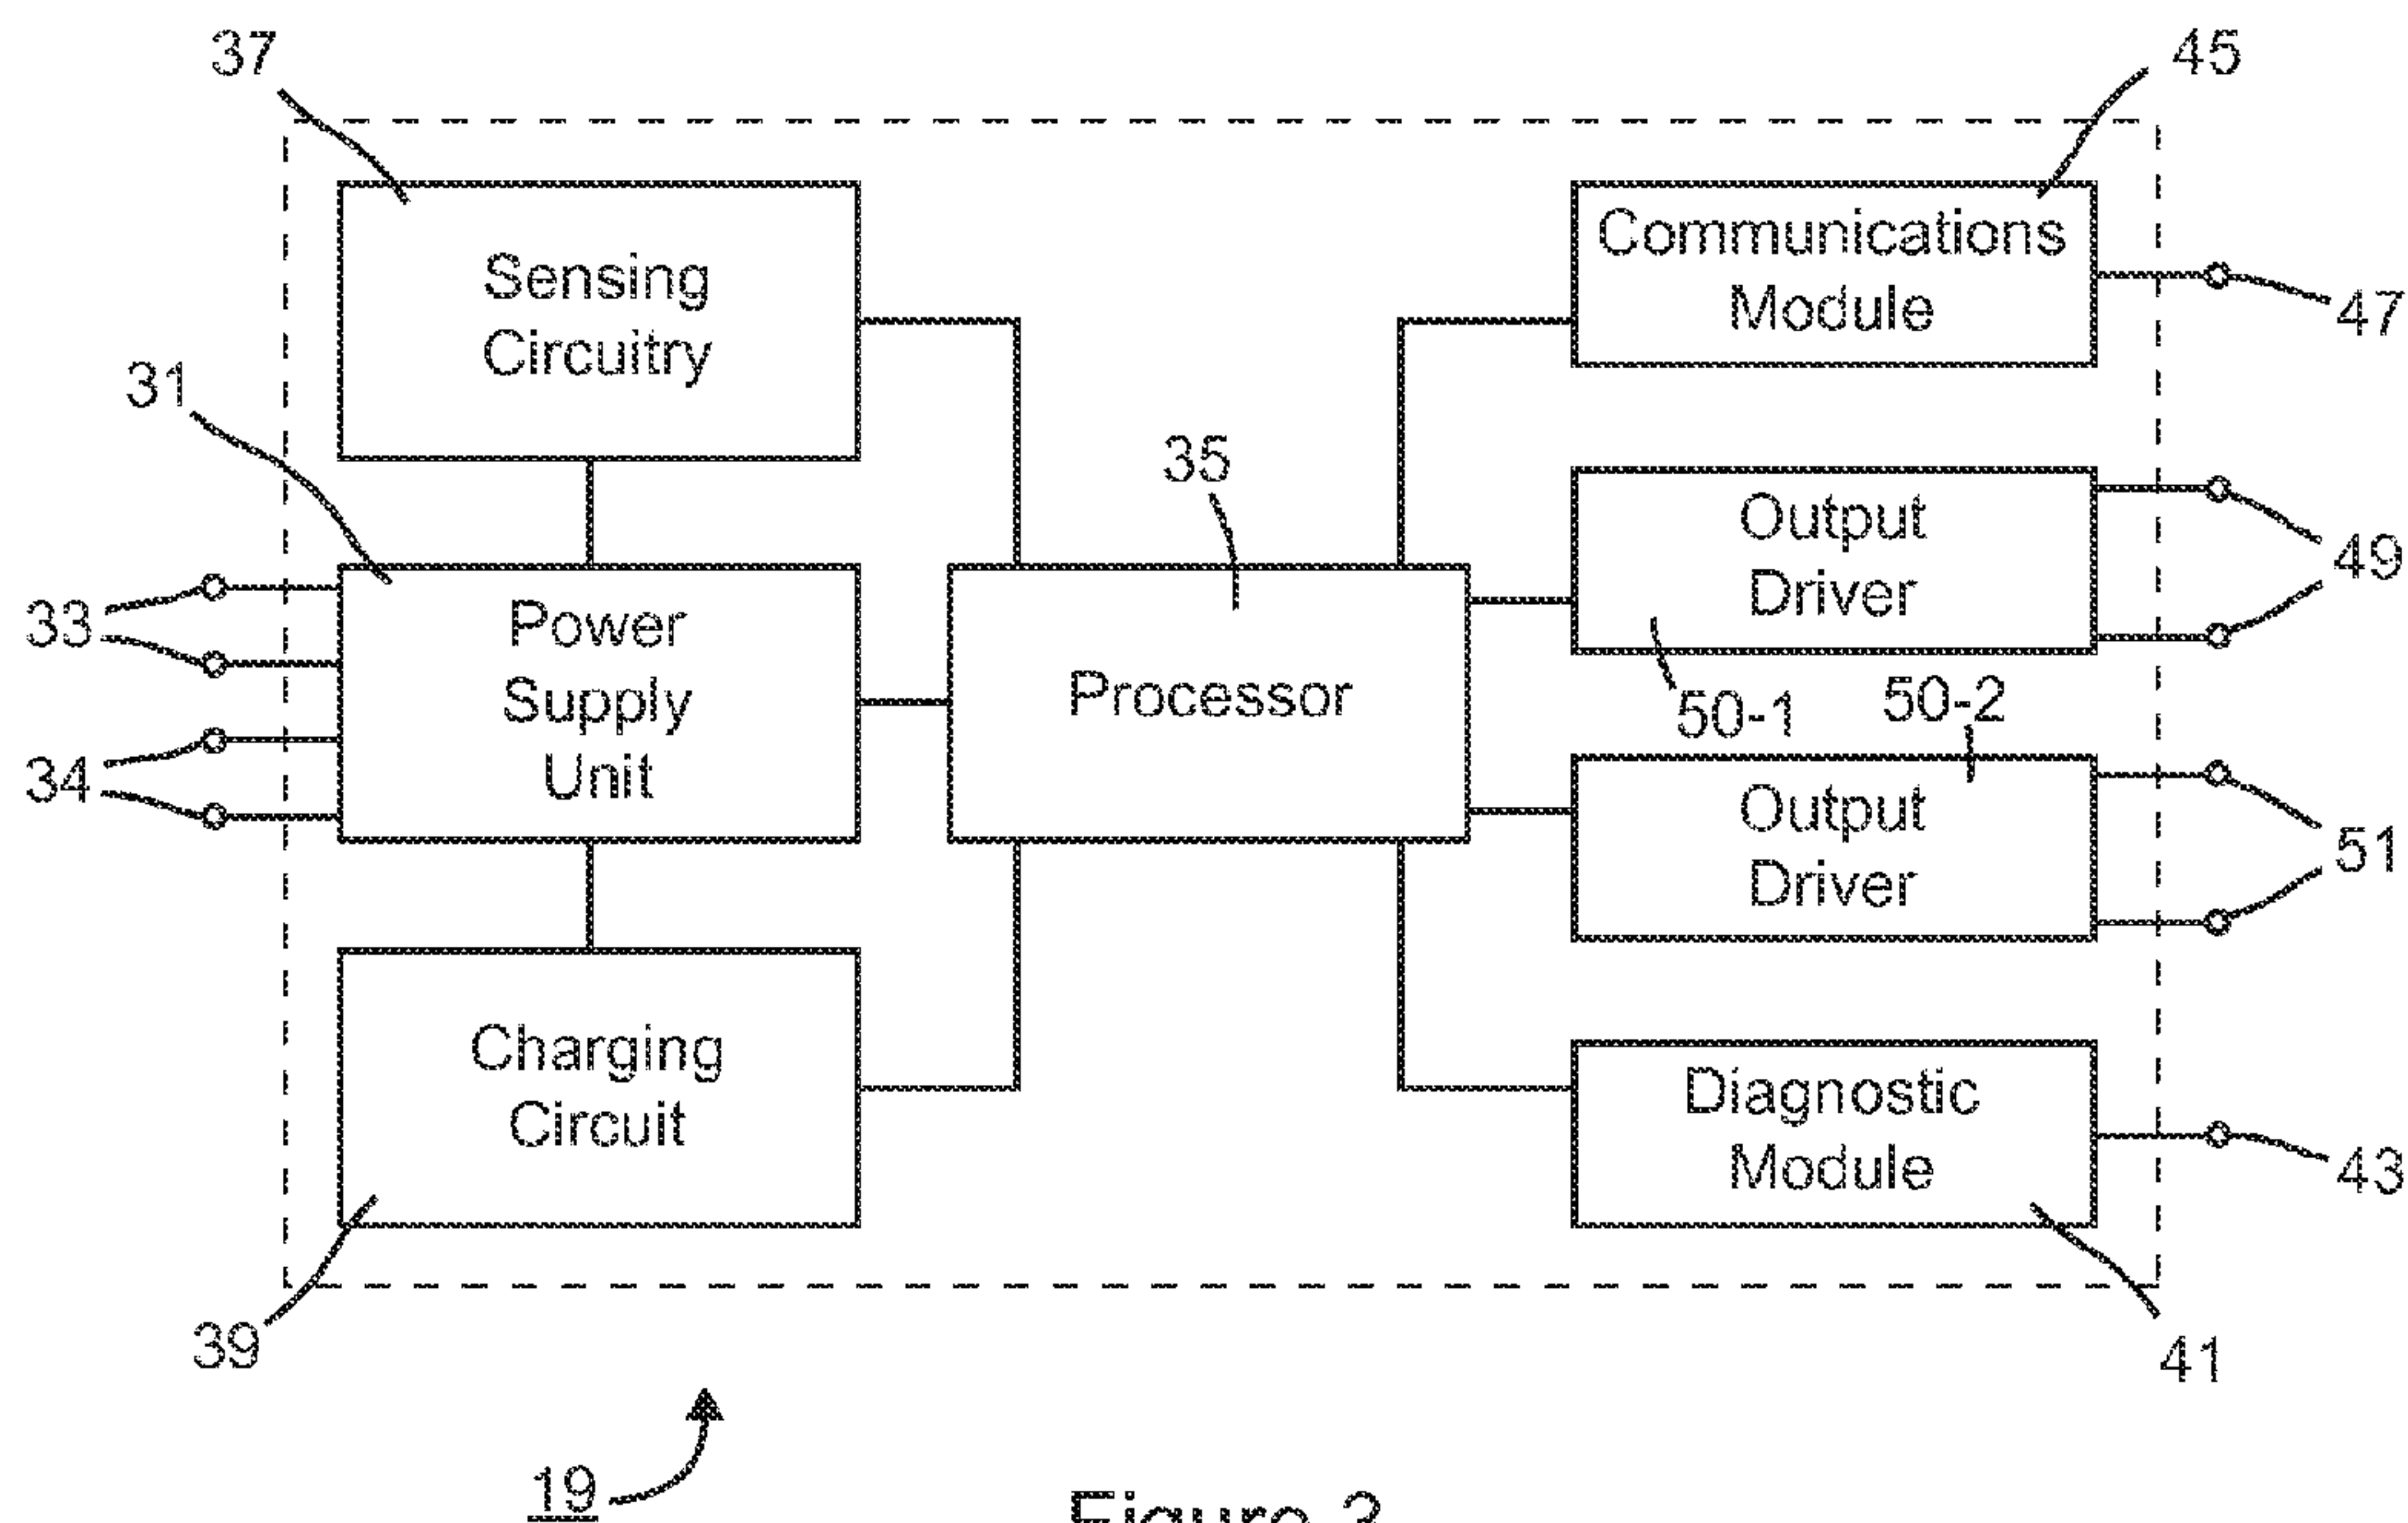 37
45
Sensing
Circuitry
Communications
Module
47
31
35
Output
Driver
49
33
Power
Supply
Unit
Processor
50-1
50-2
34
Output
Driver
51
Charging
Circuit
Diagnostic
Module
43
39
41
19
Figure